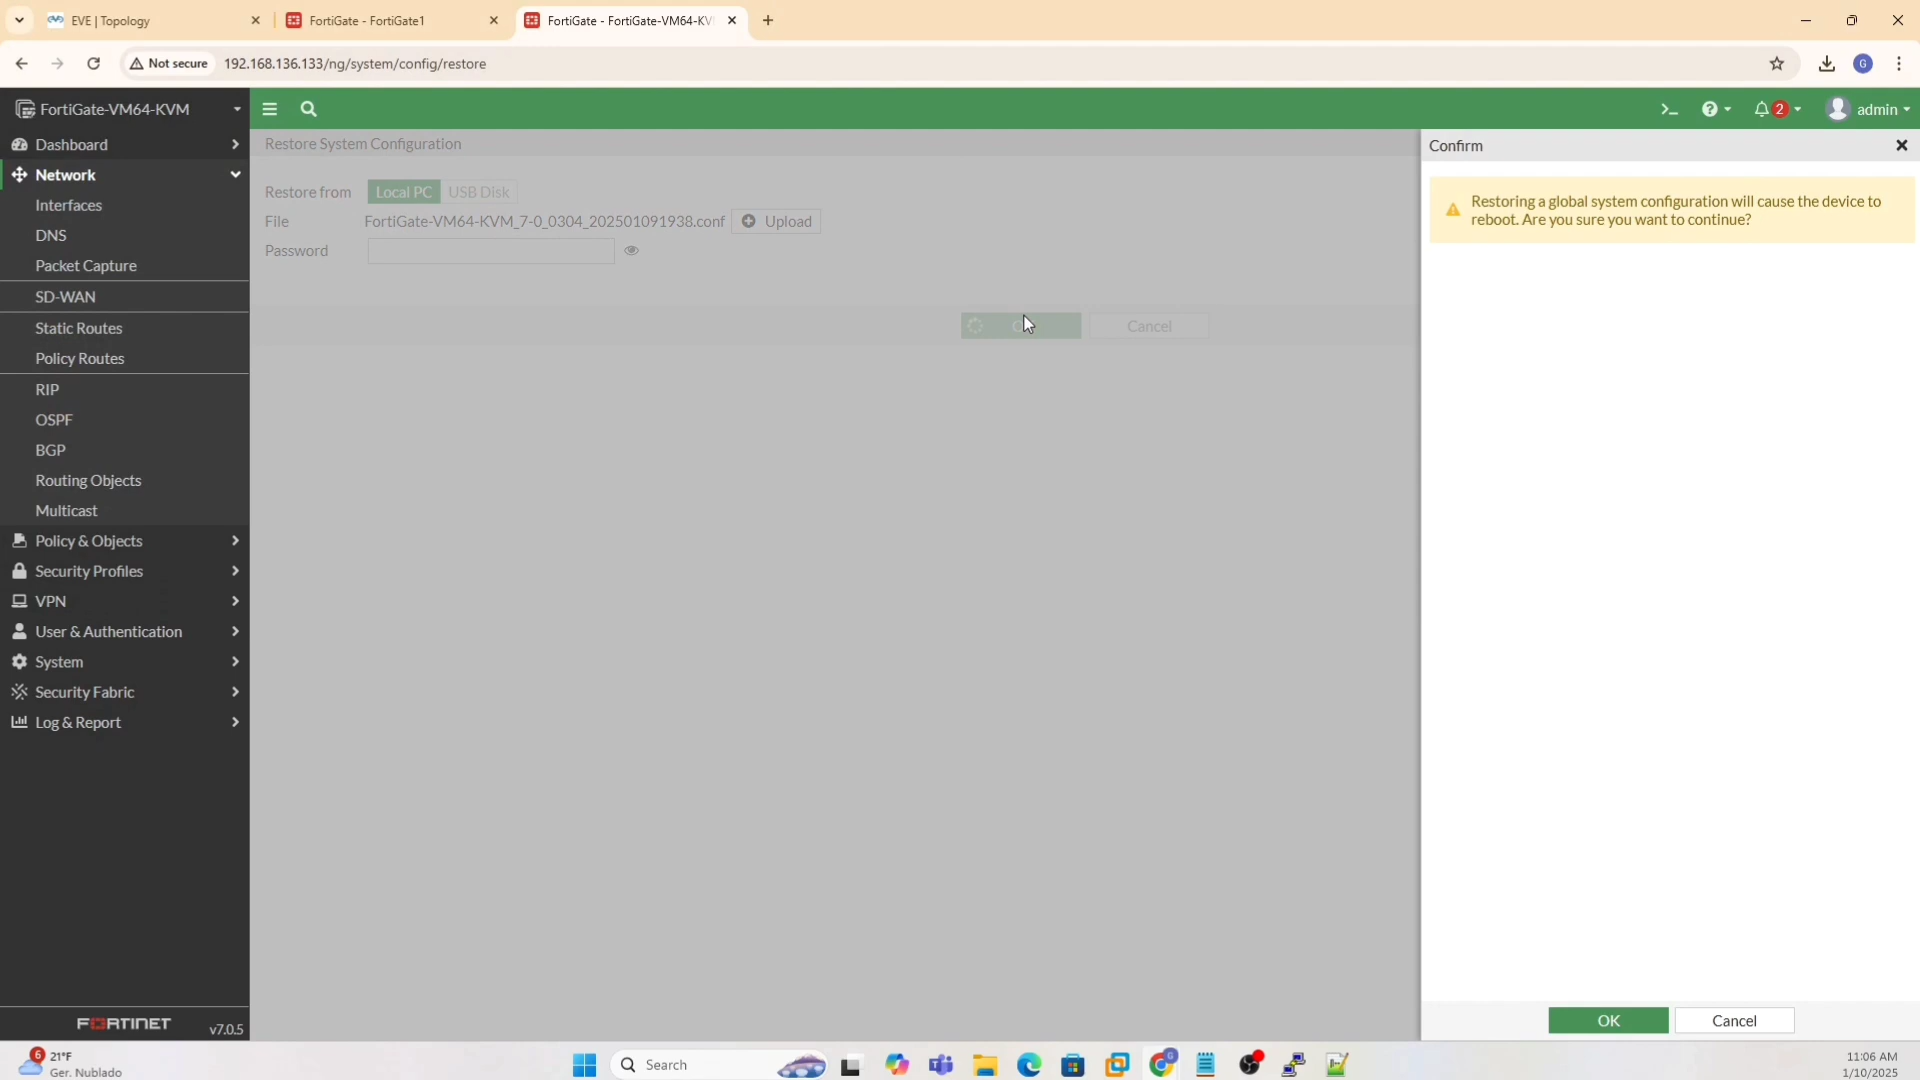 EVE | Topology
FortiGate - FortiGate1
FortiGate - FortiGate-VM64-KV
Not secure
192.168.136.133/ng/system/config/restore
G
FortiGate-VM64-KVM
2
admin
Dashboard
Network
Interfaces
DNS
Packet Capture
SD-WAN
Static Routes
Policy Routes
RIP
OSPF
BGP
Routing Objects
Multicast
Policy & Objects
Security Profiles
VPN
User & Authentication
System
Security Fabric
Log & Report
FORTINET
v7.0.5
Restore System Configuration
Restore from
Local PC
USB Disk
File
FortiGate-VM64-KVM_7-0_0304_202501091938.conf
Upload
Password
Cancel
Confirm
Restoring a global system configuration will cause the device to
reboot. Are you sure you want to continue?
OK
Cancel
6
21°F
Ger. Nublado
Search
11:06 AM
1/10/2025